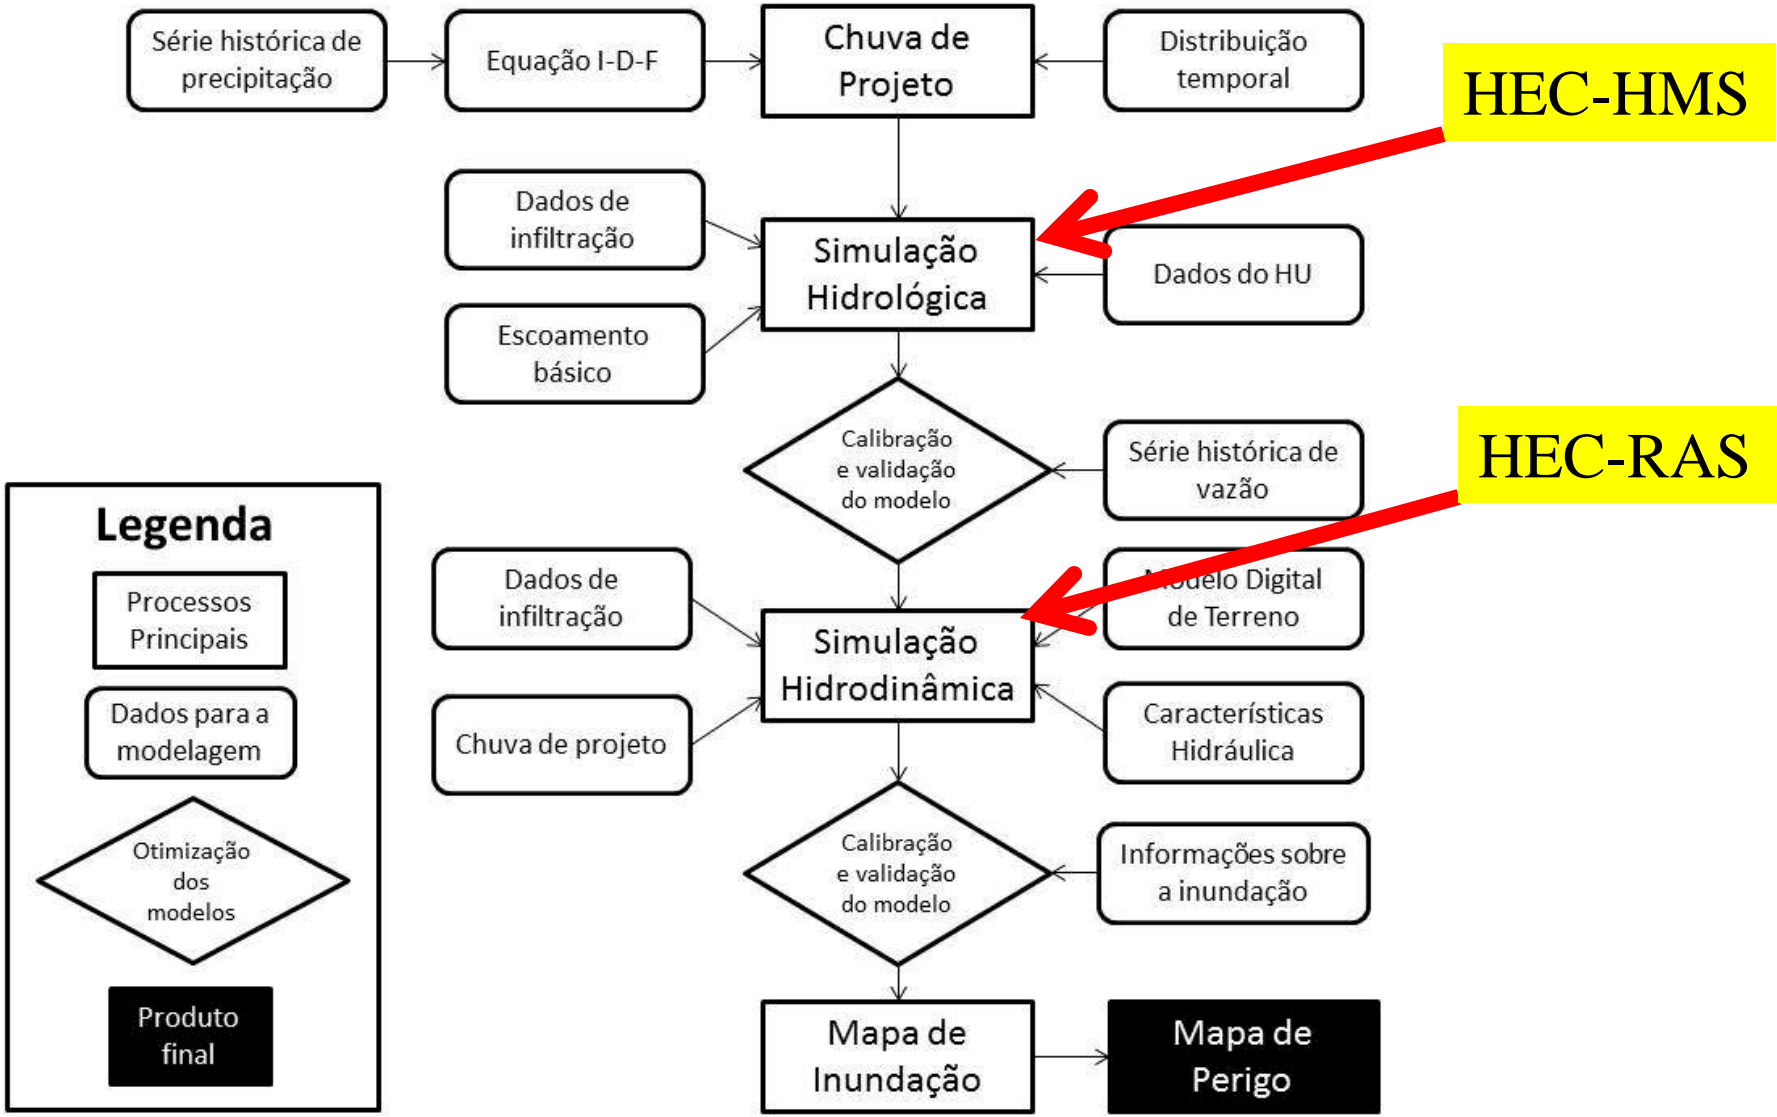 Série histórica de
precipitação
Equação I-D-F
Chuva de
Projeto
Distribuição
temporal
HEC-HMS
Dados de
infiltração
Simulação
Hidrológica
Dados do HU
Escoamento
básico
Calibração
e validação
do modelo
Série histórica de
vazão
HEC-RAS
Legenda
Processos
Principais
Dados para a
modelagem
Otimização
dos
modelos
Produto
final
Dados de
infiltração
Simulação
Hidrodinâmica
Modelo Digital
de Terreno
Chuva de projeto
Característícas
Hidráulica
Calibração
e validação
do modelo
Informações sobre
a inundação
Mapa de
Inundação
Mapa de
Perigo